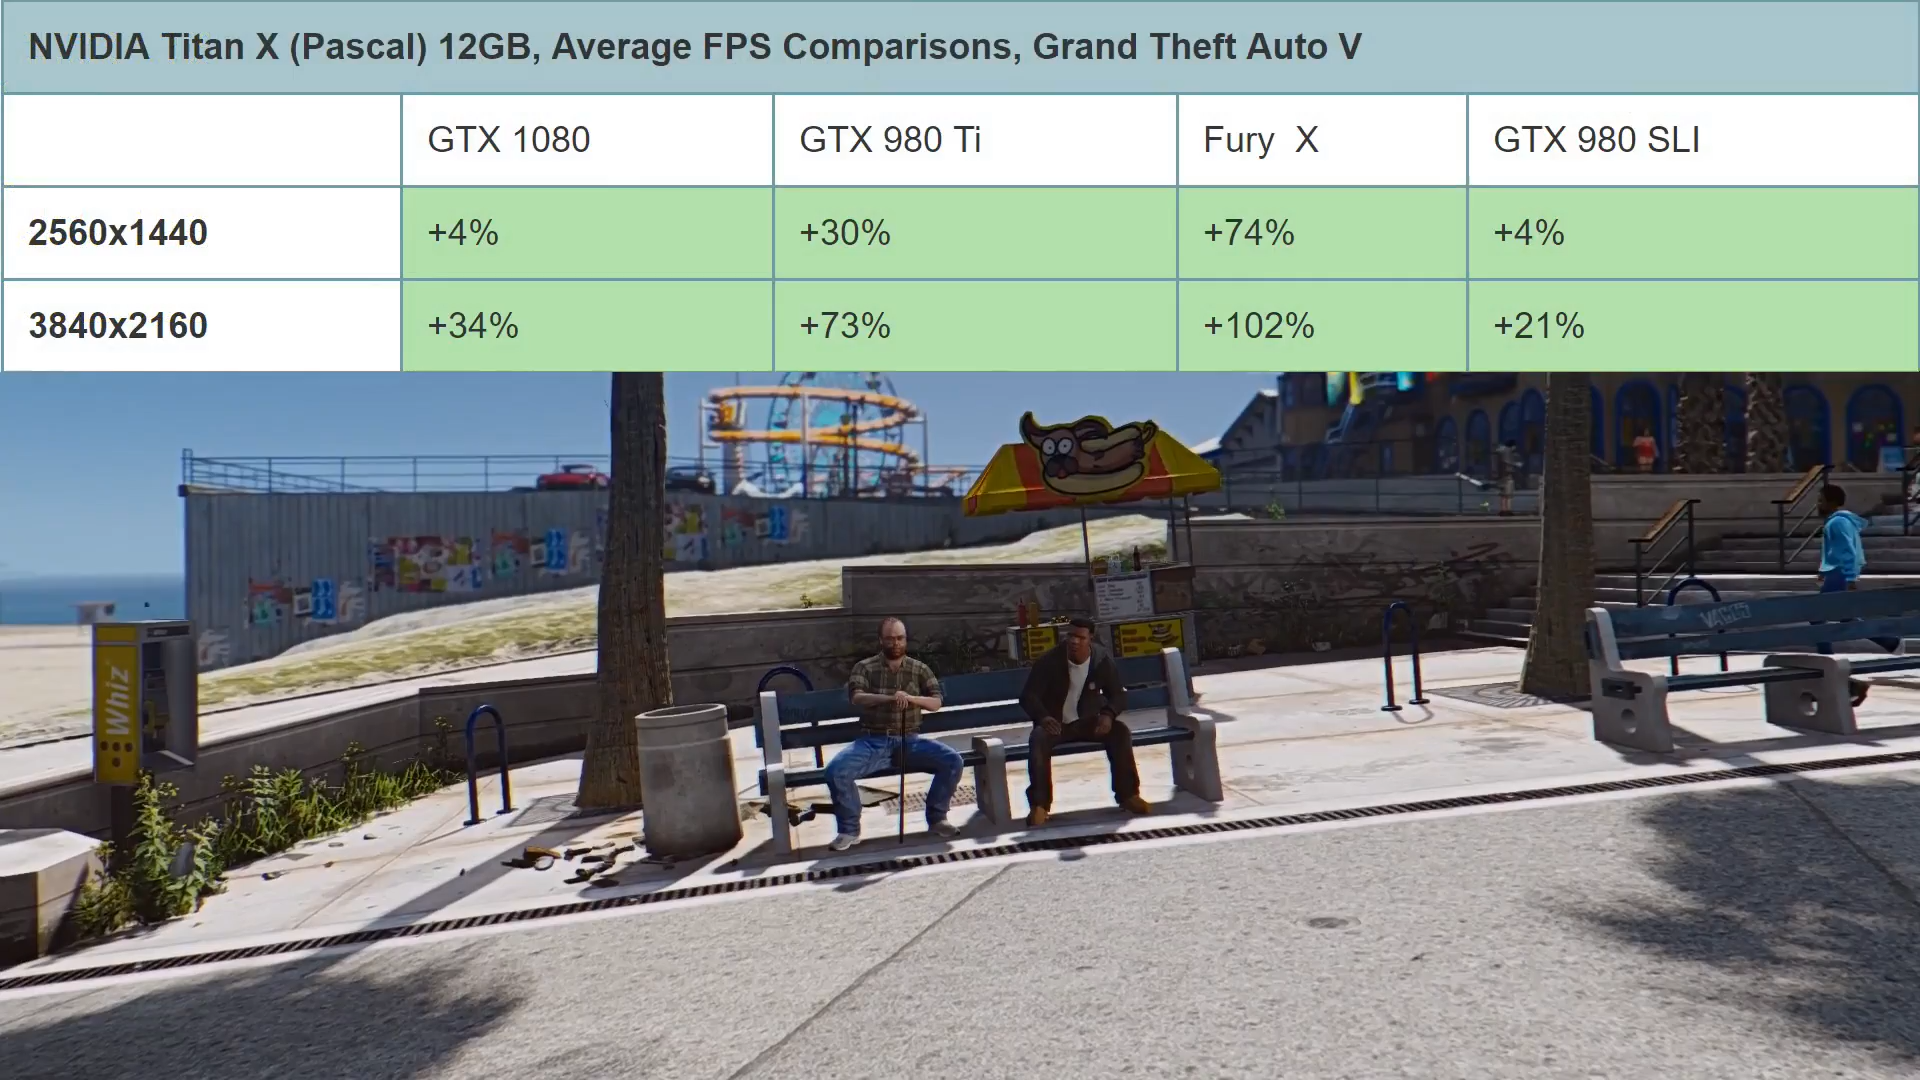 NVIDIA Titan X (Pascal) 12GB, Average FPS Comparisons, Grand Theft Auto V
GTX 1080 GTX 980 Ti Fury X GTX 980 SLI
2560x1440 +4% +30% +74% +4%
3840x2160 +34% +73% +102% +21%
Whiz